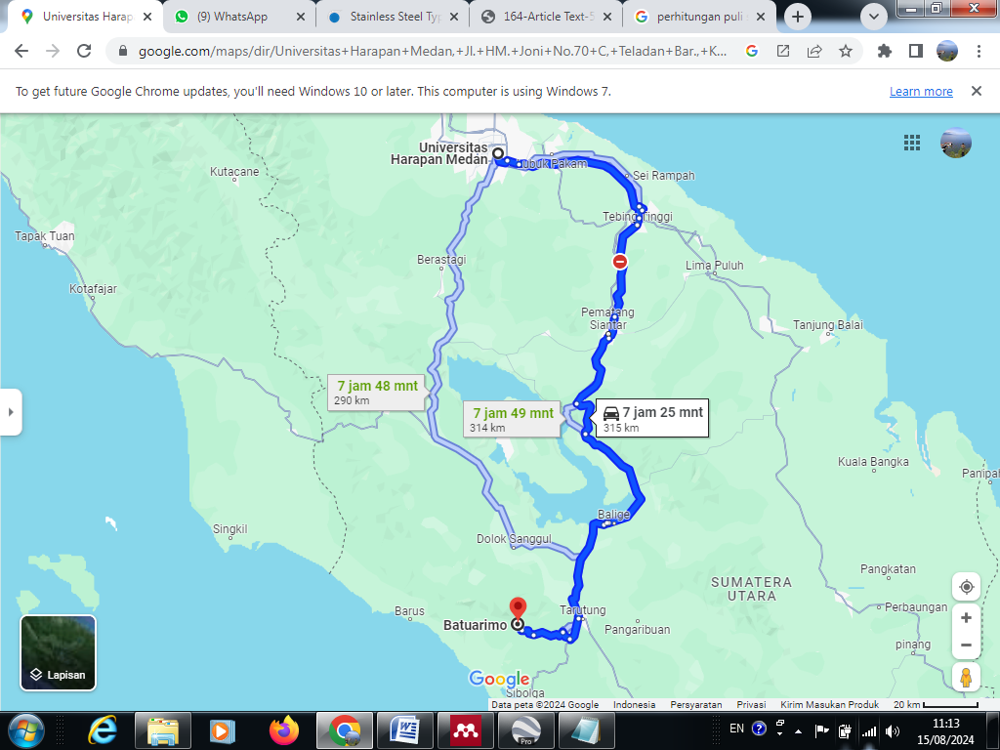 Universitas Harap
(9) WhatsApp
Stainless Steel Ty
164-Article Text-5
perhitungan puli
google.com/maps/dir/Universitas+Harapan+Medan,+Jl.+HM.+Joni+No.70+C,+Teladan+Bar.,+K...
To get future Google Chrome updates, you'll need Windows 10 or later. This computer is using Windows 7.
Learn more
Universitas
Harapan Medan
Lubuk Pakam
Kutacane
Sei Rampah
Tebing Tinggi
Tapak Tuan
Berastagi
Lima Puluh
Kotafajar
Pematang
Siantar
Tanjung Balai
7 jam 48 mnt
290 km
7 jam 49 mnt
314 km
7 jam 25 mnt
315 km
Kuala Bangka
Panipah
Balige
Singkil
Dolok Sanggul
SUMATERA
UTARA
Pangkatan
Barus
Tarutung
Perbaungan
Batuarimo
Pangaribuan
pinang
Lapisan
Google
Sibolga
Data peta ©2024 Google
Indonesia
Persyaratan
Privasi
Kirim Masukan Produk
20 km
Pro
EN
11:13
15/08/2024